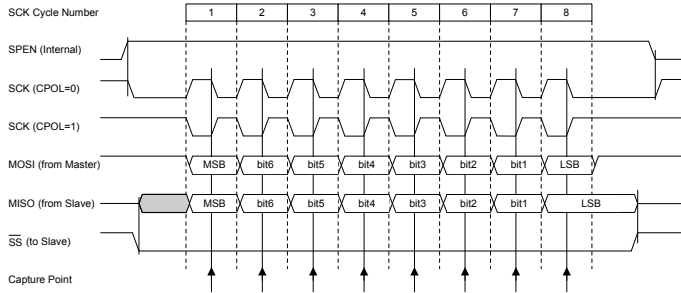 SCK Cycle Number 1 2 3 4 5 6 7 8
SPEN (Internal)
SCK (CPOL=0)
SCK (CPOL=1)
MOSI (from Master) MSB bit6 bit5 bit4 bit3 bit2 bit1 LSB
MISO (from Slave) MSB bit6 bit5 bit4 bit3 bit2 bit1 LSB
SS (to Slave)
Capture Point